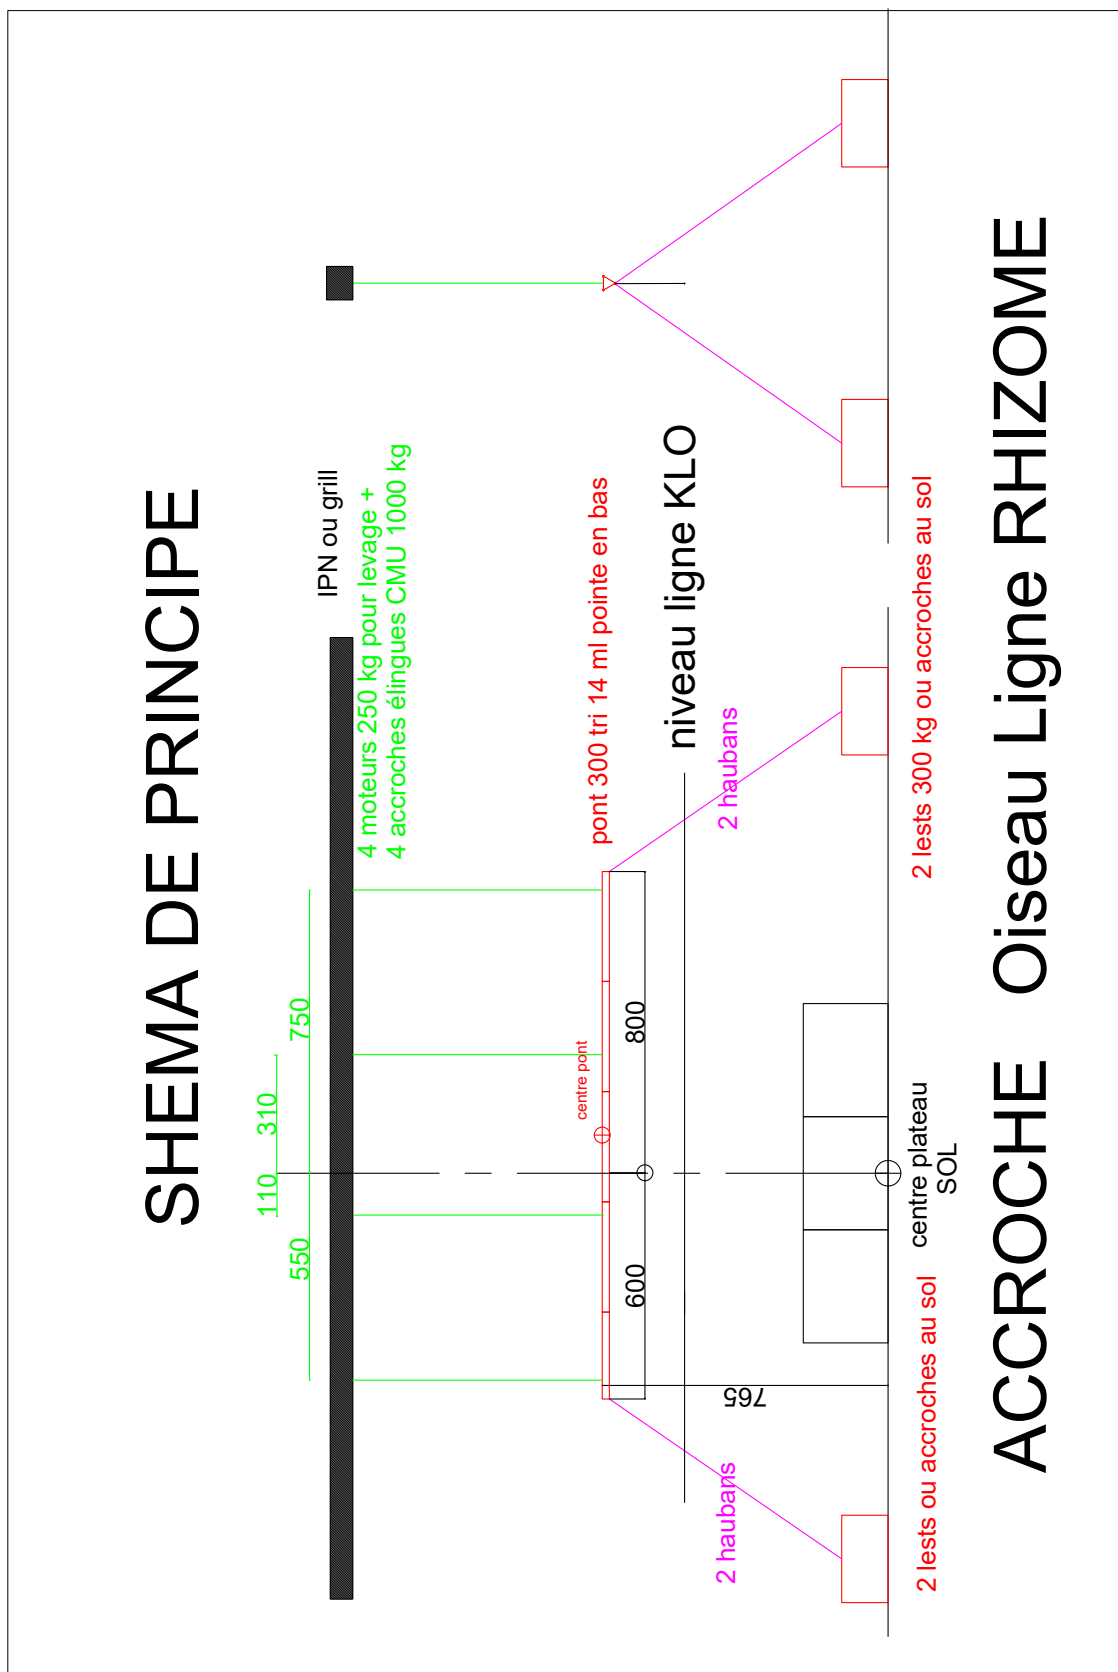 SHEMA DE PRINCIPE
IPN ou grill
4 moteurs 250 kg pour levage +
4 accroches élingues CMU 1000 kg
110
310
550
750
pont 300 tri 14 ml pointe en bas
centre pont
600
800
niveau ligne KLO
765
2 haubans
2 haubans
centre plateau
SOL
2 lests ou accroches au sol
2 lests 300 kg ou accroches au sol
ACCROCHE Oiseau Ligne RHIZOME